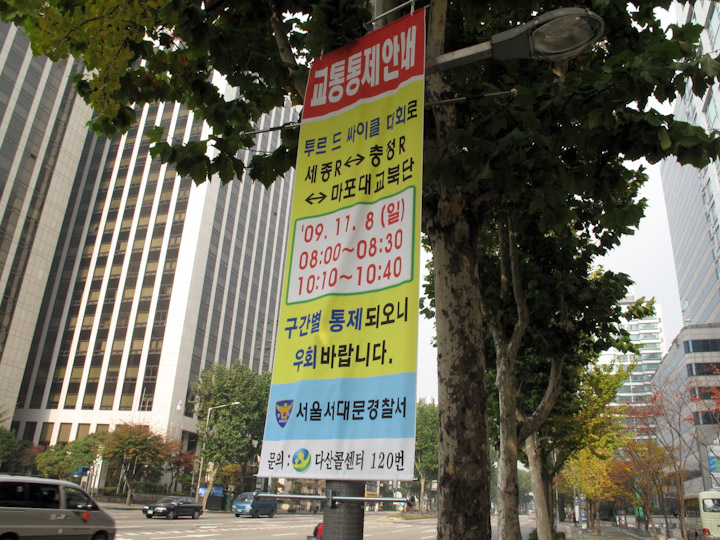 교통통제안내
투르 드 싸이클 대회로
세종R↔충정R
↔마포대교북단
'09. 11. 8 (일)
08:00~08:30
10:10~10:40
구간별 통제되오니
우회바랍니다.
서울서대문경찰서
문의 : 다산콜센터 120번